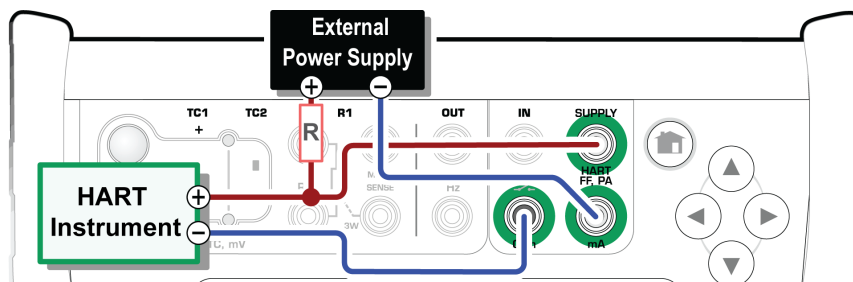 External
Power Supply
+ −
TC1 TC2 R1 OUT IN SUPPLY
+
R
HART
FF, PA
SENSE Hz
HART
Instrument
+
−
3W
TC, mV
mA